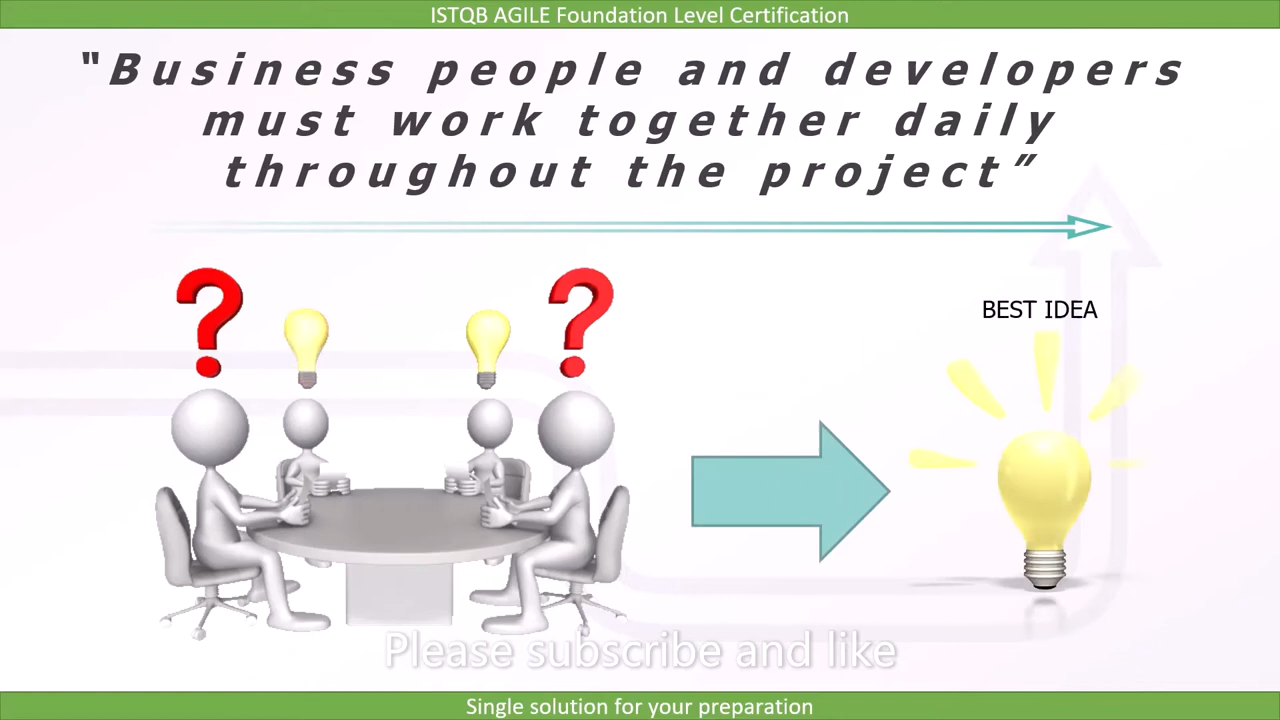 ISTQB AGILE Foundation Level Certification
“Business people and developers
must work together daily
throughout the project”
BEST IDEA
Please subscribe and like
Single solution for your preparation